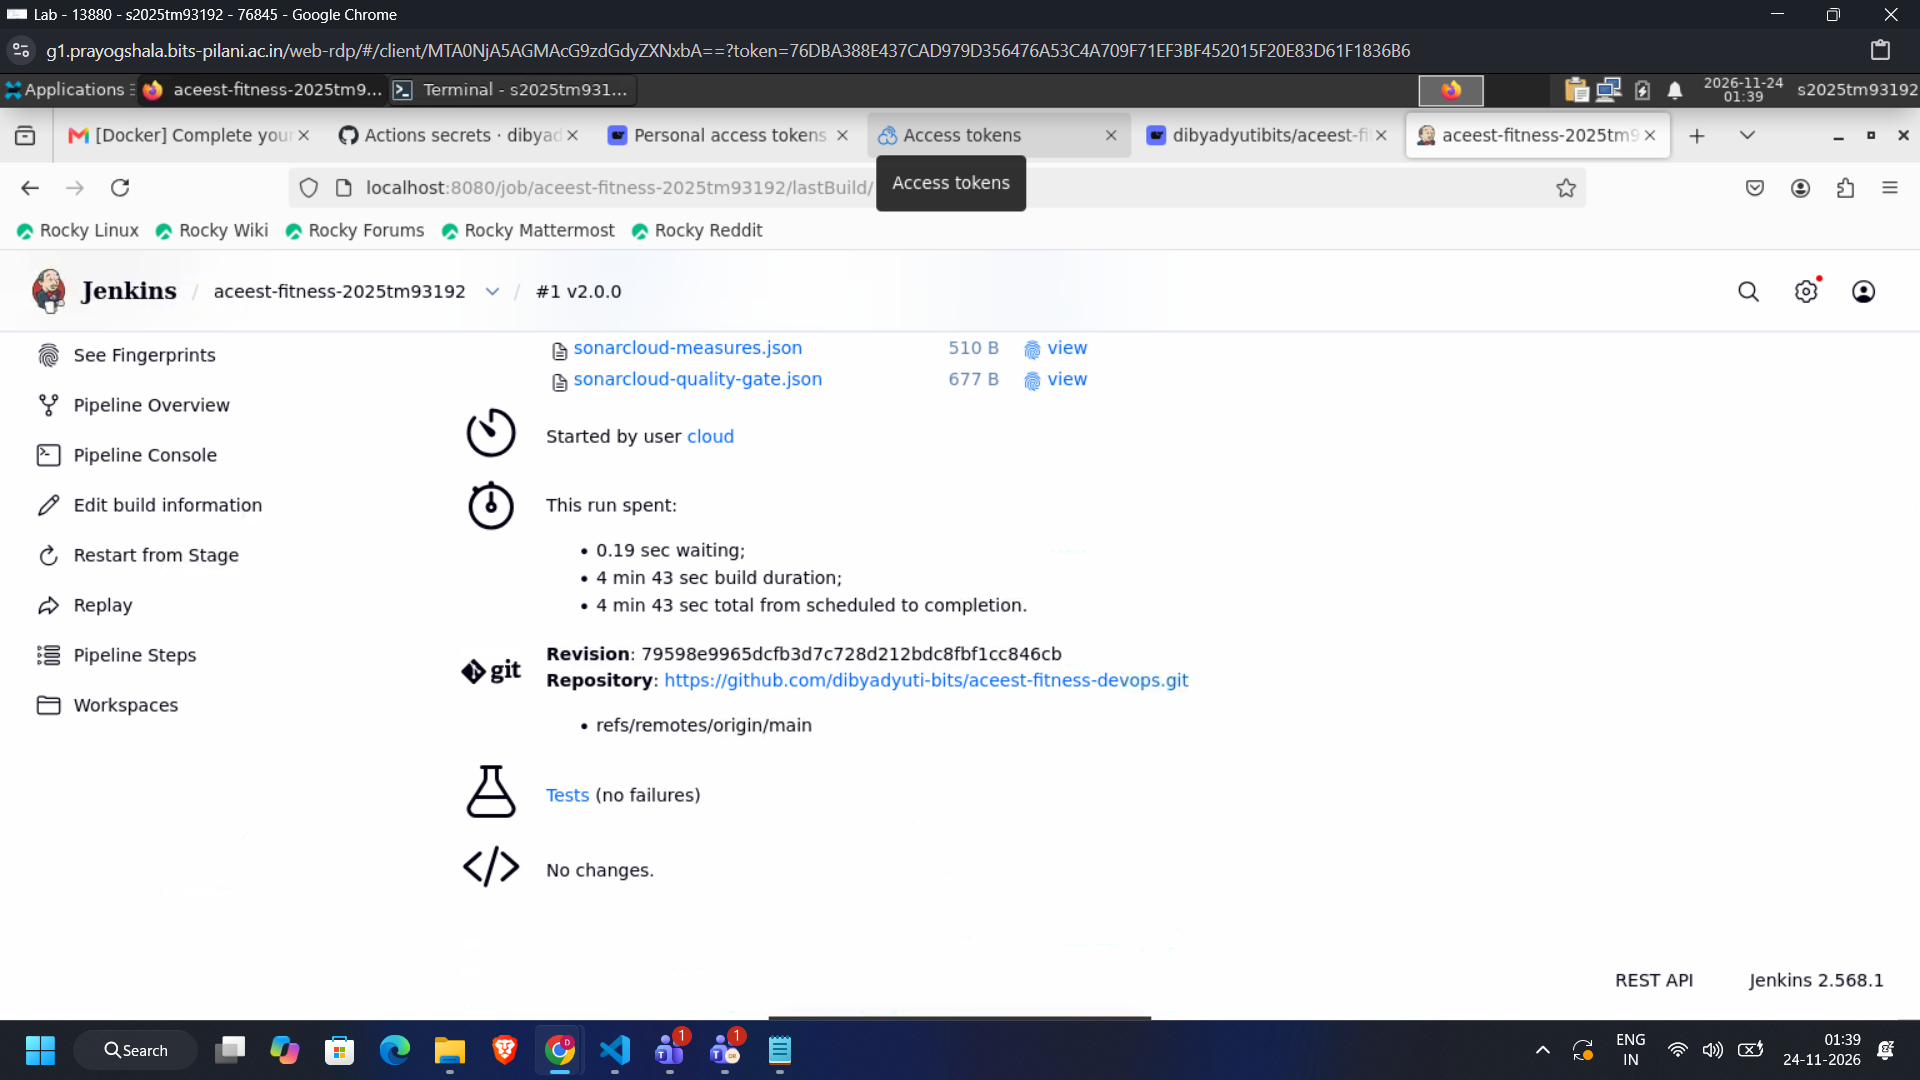 Lab - 13880 - s2025tm93192 - 76845 - Google Chrome
g1.prayogshala.bits-pilani.ac.in/web-rdp/#/client/MTA0NjA5AGMAcG9zdGdyZXNxbA==?token=76DBA388E437CAD979D356476A53C4A709F71EF3BF452015F20E83D61F1836B6
Applications aceest-fitness-2025tm9... Terminal - s2025tm931... 2026-11-24 01:39 s2025tm93192
[Docker] Complete your Actions secrets · dibyad Personal access tokens Access tokens dibyadyutibits/aceest-fi aceest-fitness-2025tm9
localhost:8080/job/aceest-fitness-2025tm93192/lastBuild/
Access tokens
Rocky Linux Rocky Wiki Rocky Forums Rocky Mattermost Rocky Reddit
Jenkins / aceest-fitness-2025tm93192 / #1 v2.0.0
See Fingerprints
Pipeline Overview
Pipeline Console
Edit build information
Restart from Stage
Replay
Pipeline Steps
Workspaces
sonarcloud-measures.json 510 B view
sonarcloud-quality-gate.json 677 B view
Started by user cloud
This run spent:
• 0.19 sec waiting;
• 4 min 43 sec build duration;
• 4 min 43 sec total from scheduled to completion.
git
Revision: 79598e9965dcfb3d7c728d212bdc8fbf1cc846cb
Repository: https://github.com/dibyadyuti-bits/aceest-fitness-devops.git
• refs/remotes/origin/main
Tests (no failures)
No changes.
REST API Jenkins 2.568.1
Search 1 1 ENG IN 01:39 24-11-2026